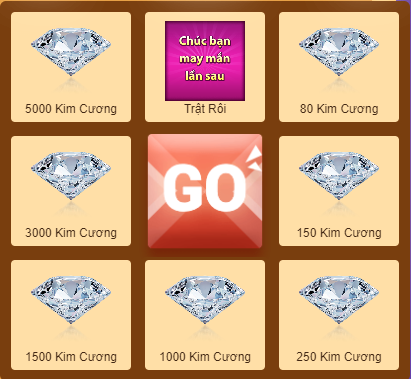 5000 Kim Cương
Chúc bạn
may mắn
lần sau
Trật Rồi
80 Kim Cương
3000 Kim Cương
GO
150 Kim Cương
1500 Kim Cương
1000 Kim Cương
250 Kim Cương